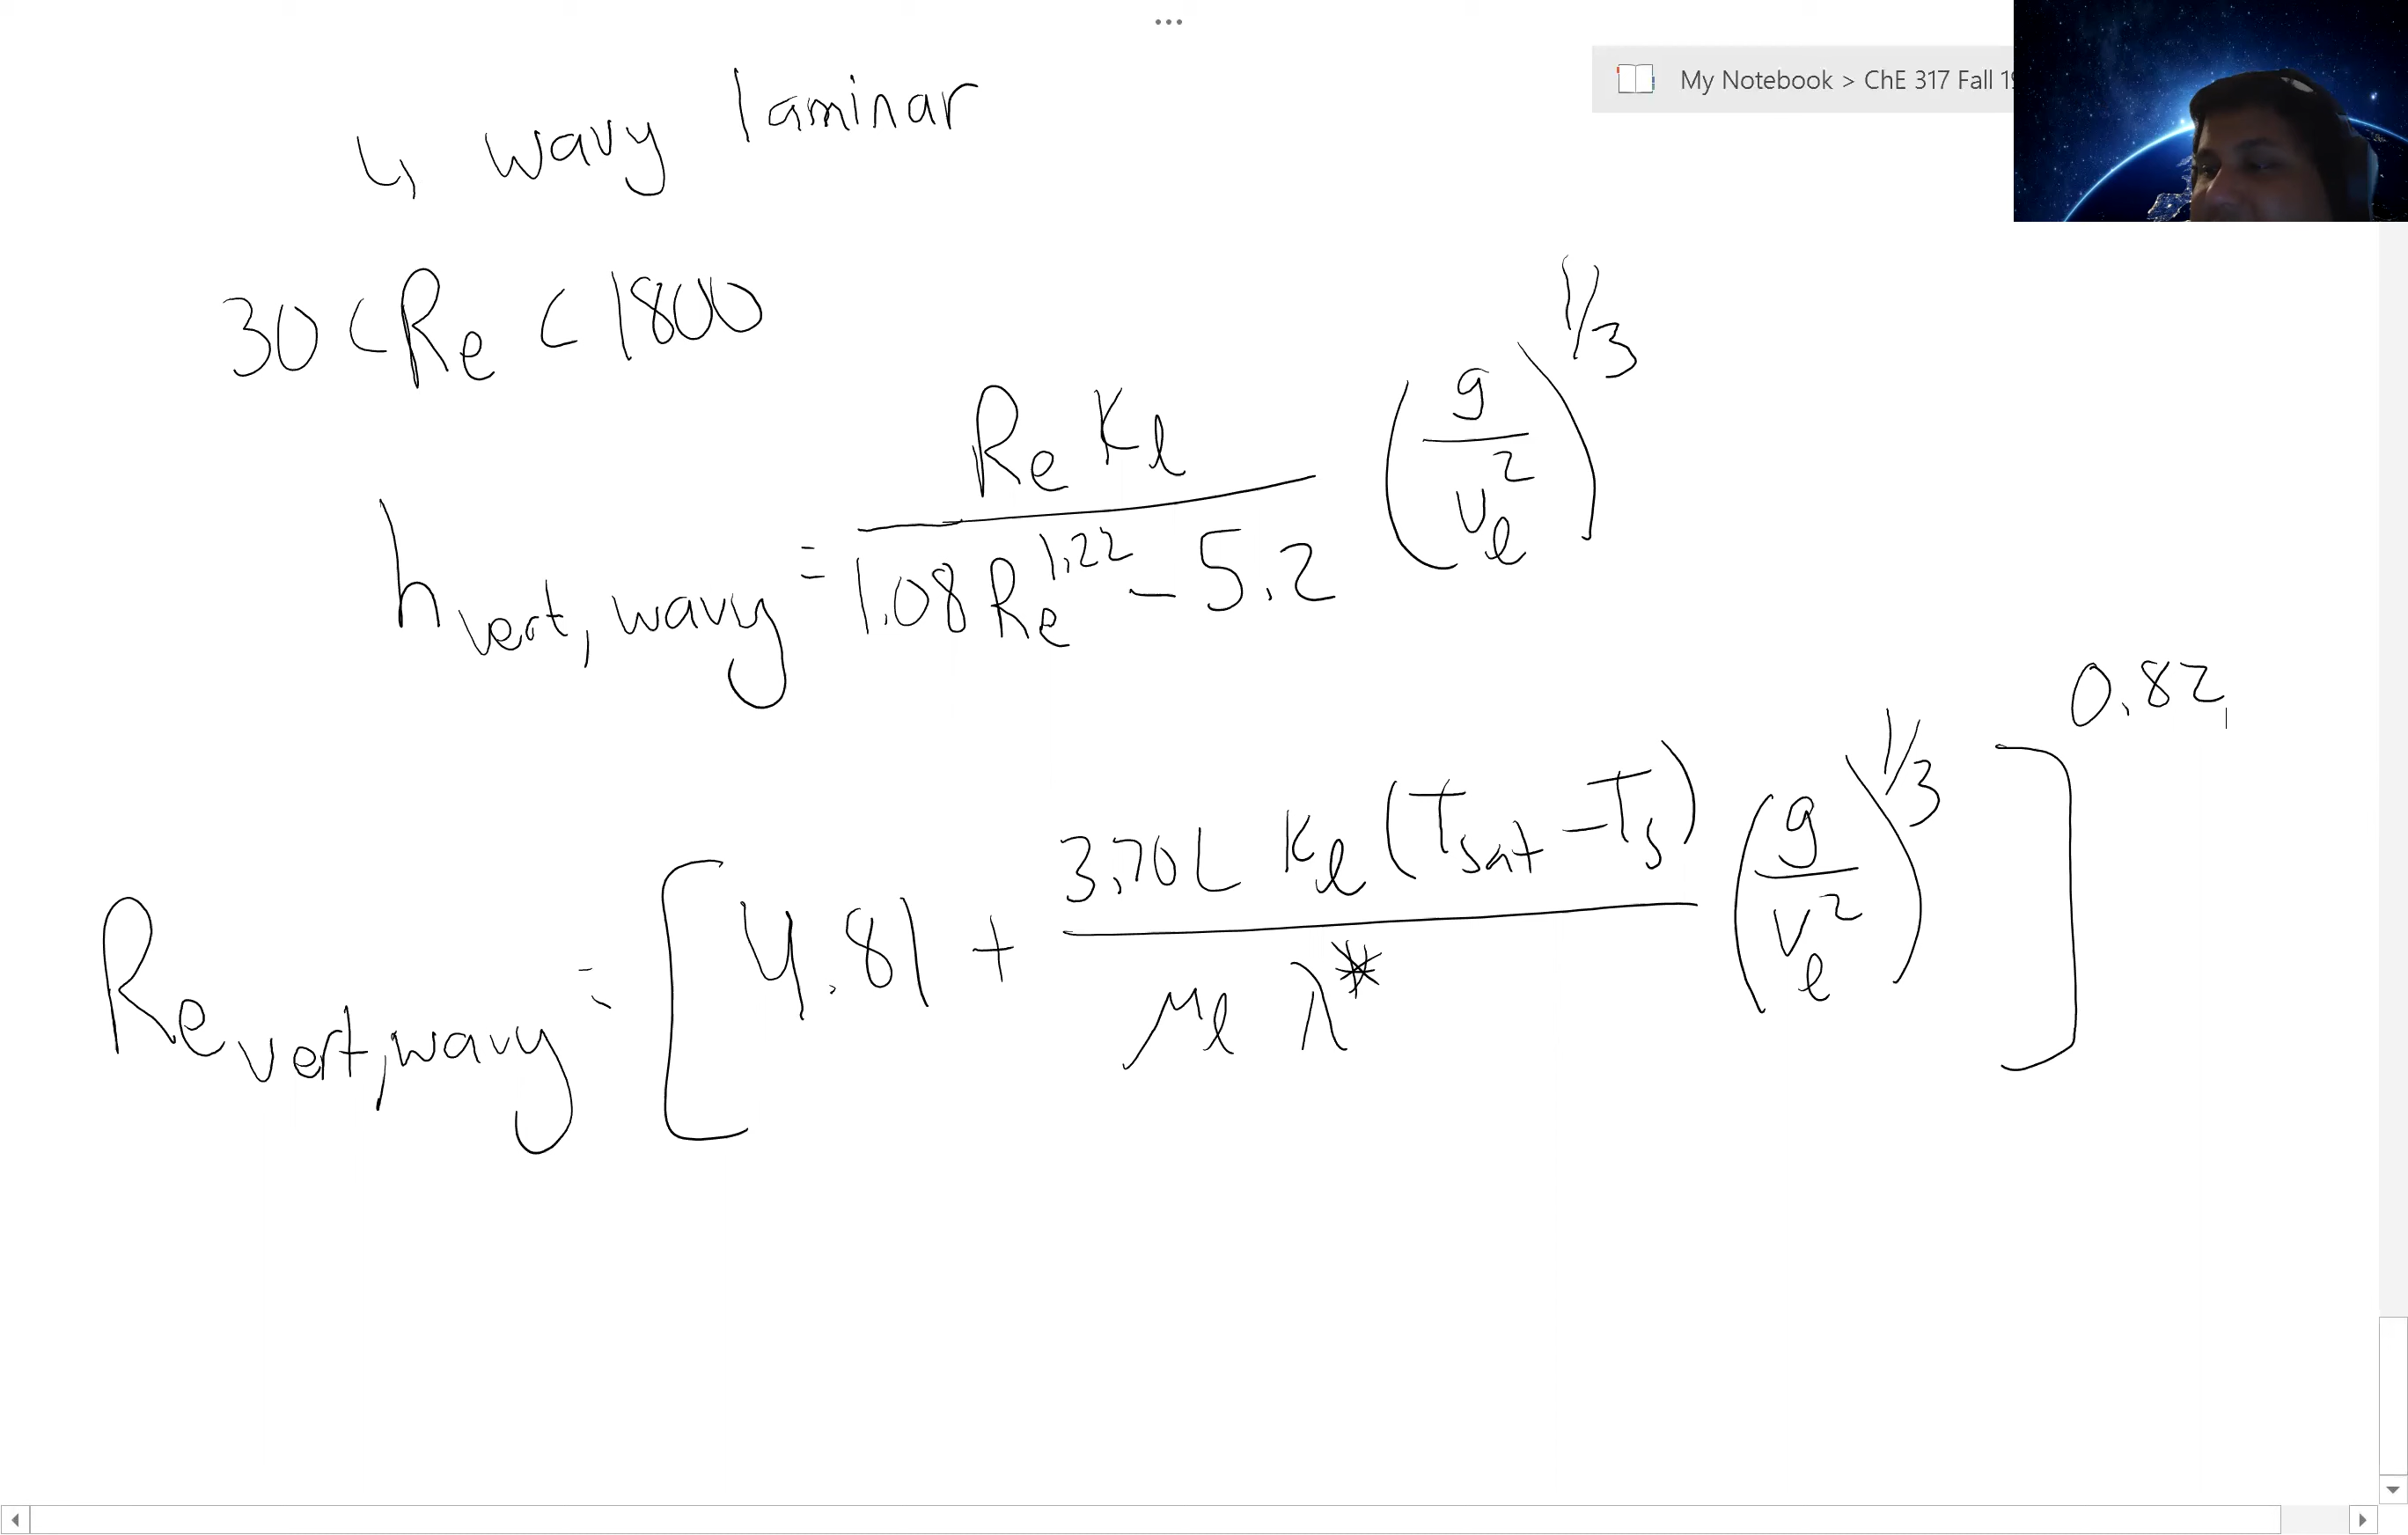 My Notebook > ChE 317 Fall 1
↳ wavy laminar
30 < Re < 1800
h_vert, wavy = (Re k_l)/(1.08 Re^1.22 - 5.2) (g/ν_l^2)^1/3
Re_vert, wavy = [4.81 + (3.70 L k_l (T_sat - T_s))/(μ_l λ*) (g/ν_l^2)^1/3]^0.82